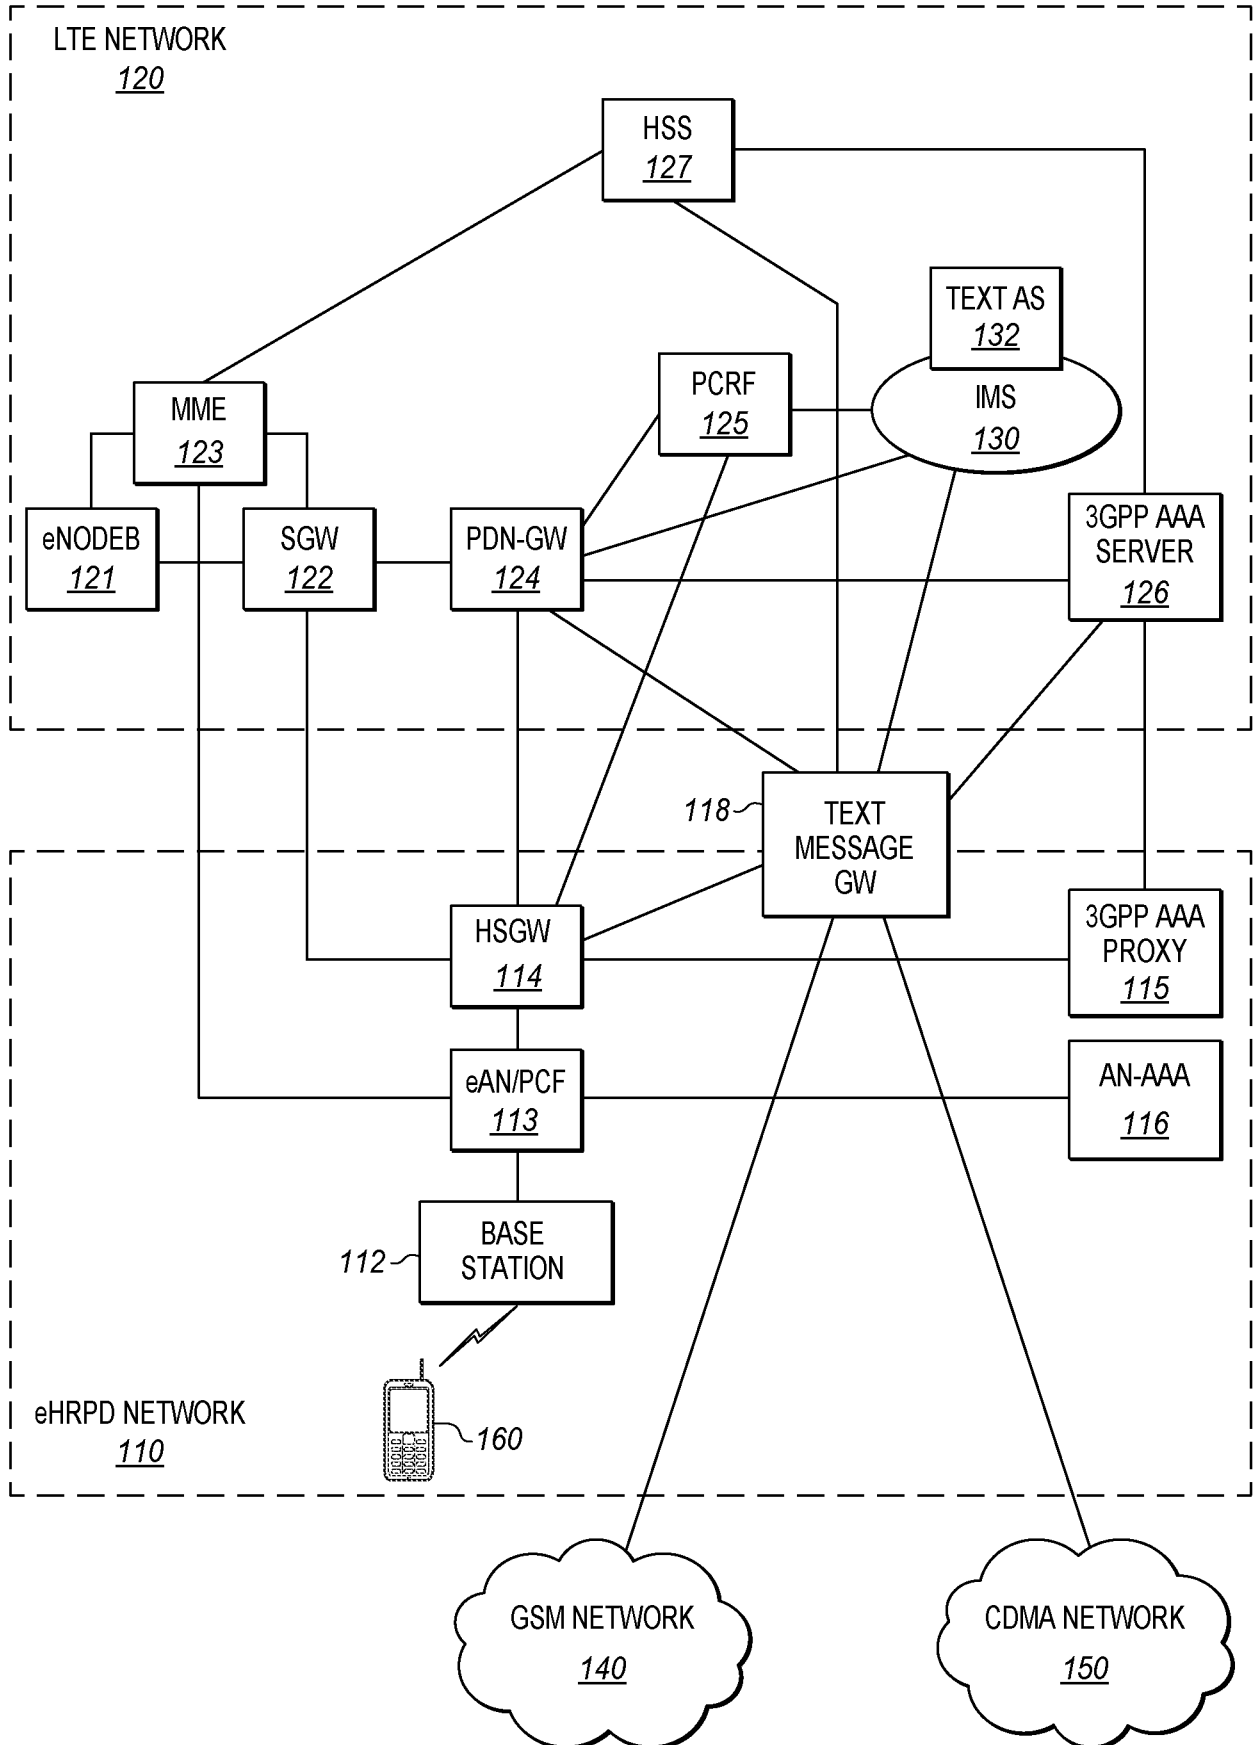 LTE NETWORK
120
HSS
127
TEXT AS
132
PCRF
125
IMS
130
MME
123
eNODEB
121
SGW
122
PDN-GW
124
3GPP AAA
SERVER
126
118
TEXT
MESSAGE
GW
HSGW
114
3GPP AAA
PROXY
115
eAN/PCF
113
AN-AAA
116
112
BASE
STATION
160
eHRPD NETWORK
110
GSM NETWORK
140
CDMA NETWORK
150